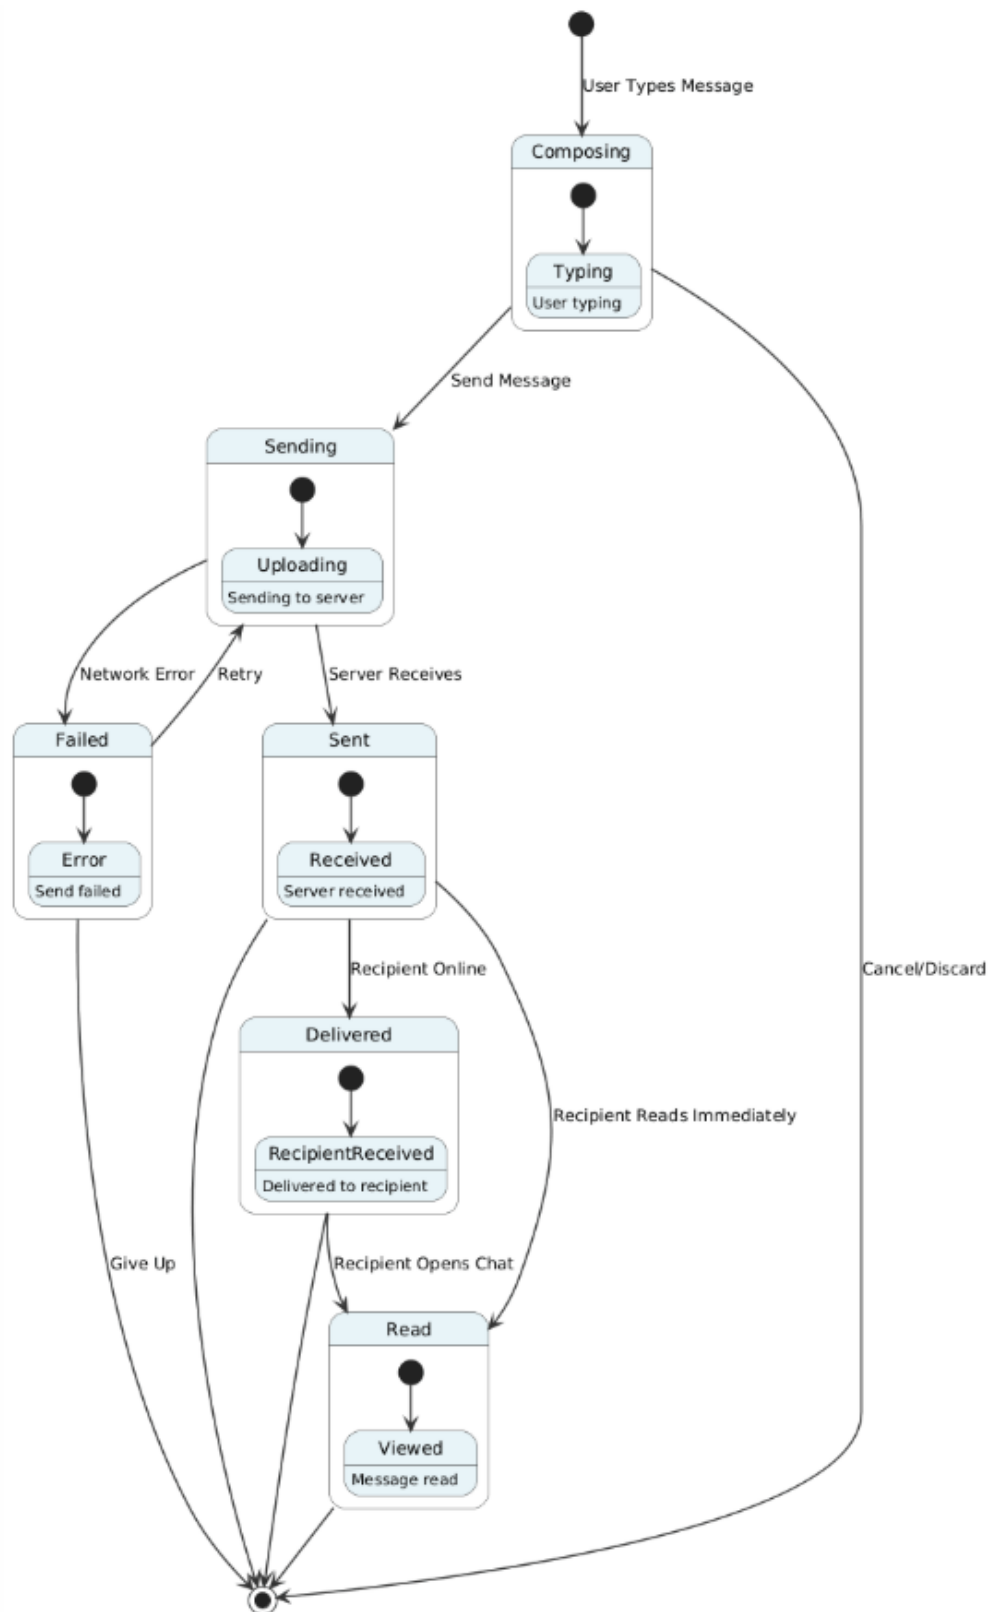 User Types Message
Composing
Typing
User typing
Send Message
Sending
Uploading
Sending to server
Network Error
Retry
Server Receives
Failed
Error
Send failed
Sent
Received
Server received
Recipient Online
Cancel/Discard
Delivered
RecipientReceived
Delivered to recipient
Recipient Reads Immediately
Give Up
Recipient Opens Chat
Read
Viewed
Message read